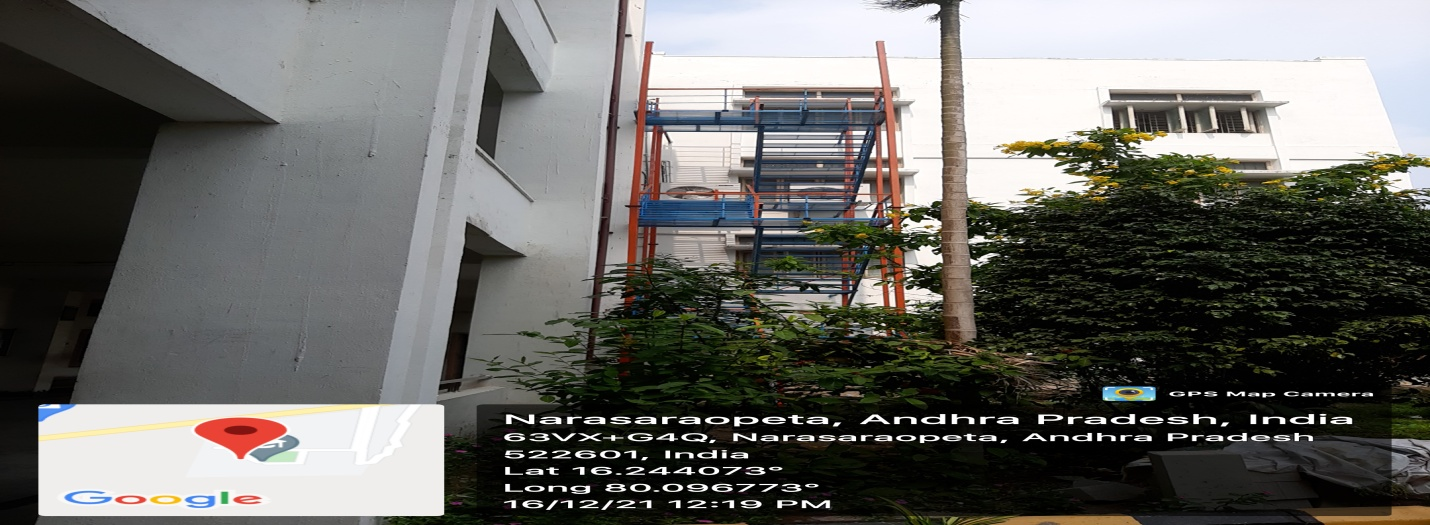 GPS Map Camera
Narasaraopeta, Andhra Pradesh, India
63VX+G4Q, Narasaraopeta, Andhra Pradesh
522601, India
Lat 16.244073°
Long 80.096773°
16/12/21 12:19 PM
Google